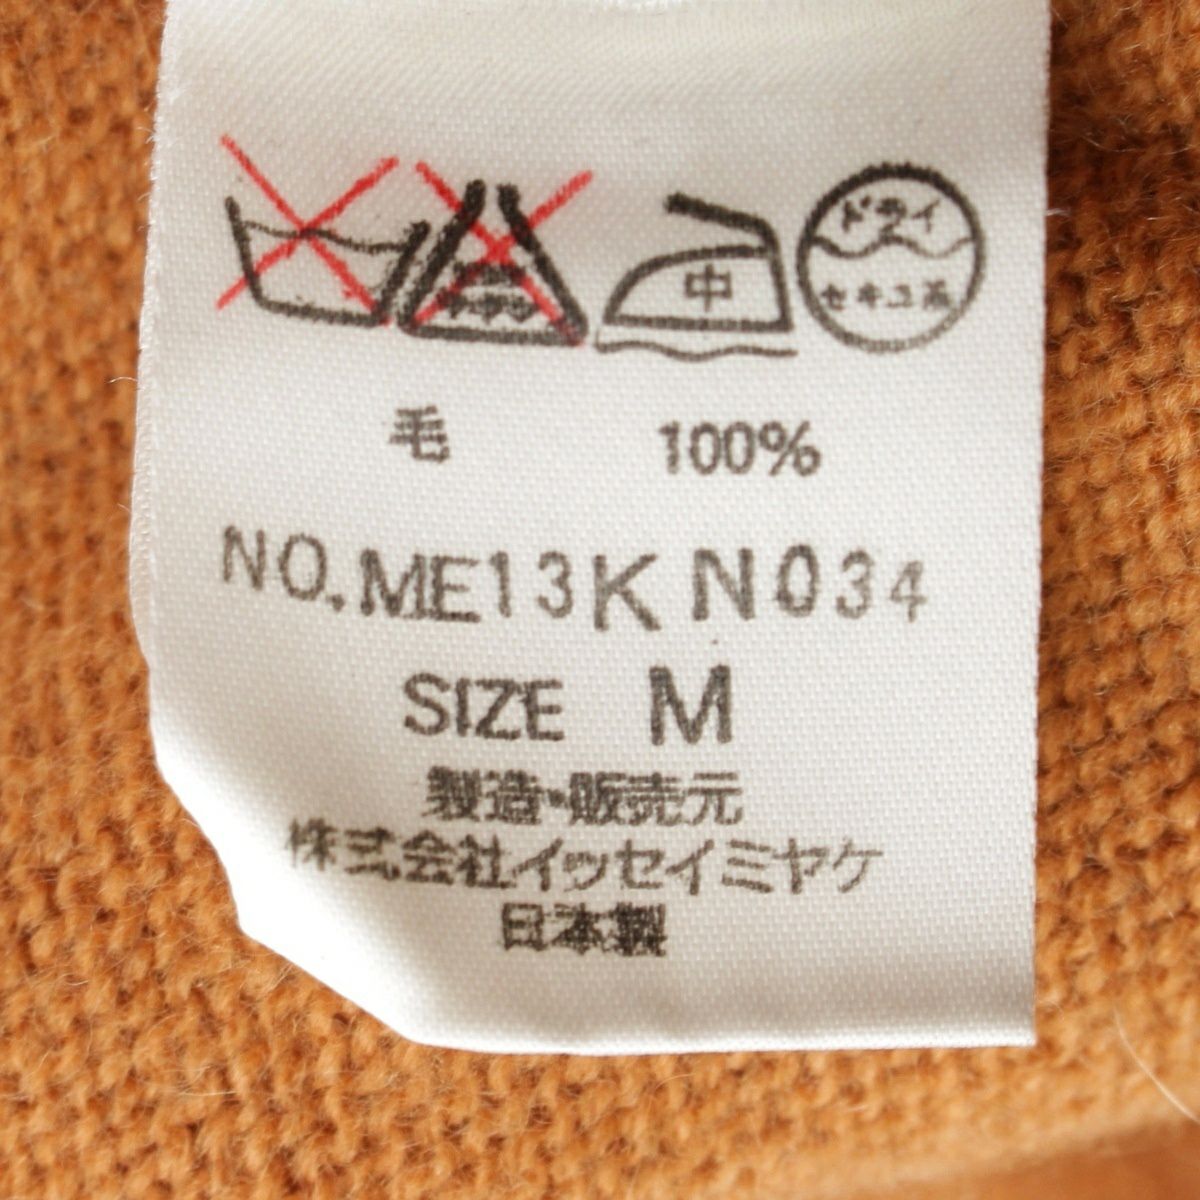 中
ドライ
セキユ系
毛 100%
NO.ME13KN034
SIZE M
製造・販売元
株式会社イッセイミヤケ
日本製